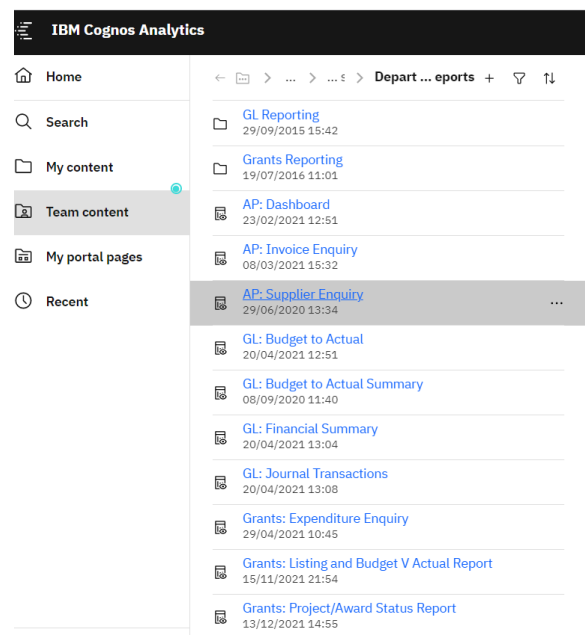 IBM Cognos Analytics
Home
Search
My content
Team content
My portal pages
Recent
... > ... s > Depart ... eports +
GL Reporting
29/09/2015 15:42
Grants Reporting
19/07/2016 11:01
AP: Dashboard
23/02/2021 12:51
AP: Invoice Enquiry
08/03/2021 15:32
AP: Supplier Enquiry
29/06/2020 13:34
...
GL: Budget to Actual
20/04/2021 12:51
GL: Budget to Actual Summary
08/09/2020 11:40
GL: Financial Summary
20/04/2021 13:04
GL: Journal Transactions
20/04/2021 13:08
Grants: Expenditure Enquiry
29/04/2021 10:45
Grants: Listing and Budget V Actual Report
15/11/2021 21:54
Grants: Project/Award Status Report
13/12/2021 14:55